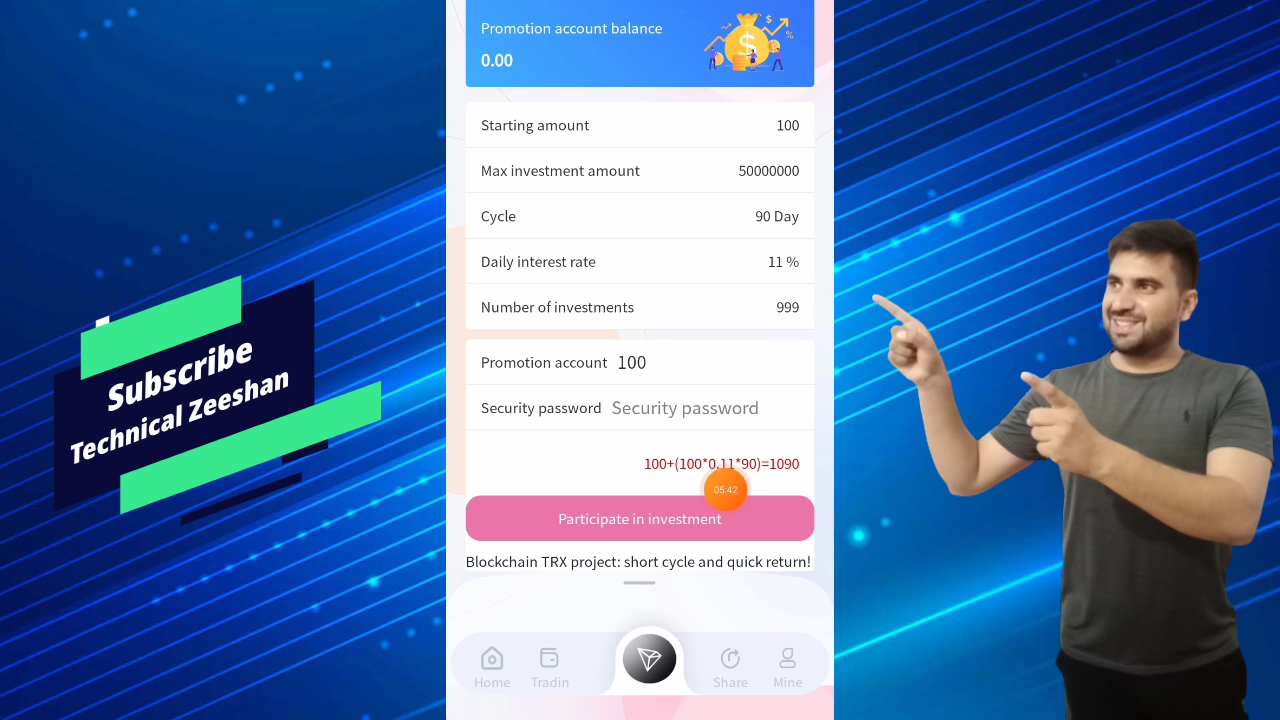 Subscribe
Technical Zeeshan
Promotion account balance
0.00
$
$
%
Starting amount 100
Max investment amount 50000000
Cycle 90 Day
Daily interest rate 11 %
Number of investments 999
Promotion account 100
Security password Security password
100+(100*0.11*90)=1090
05:42
Participate in investment
Blockchain TRX project: short cycle and quick return!
Home Tradin Share Mine